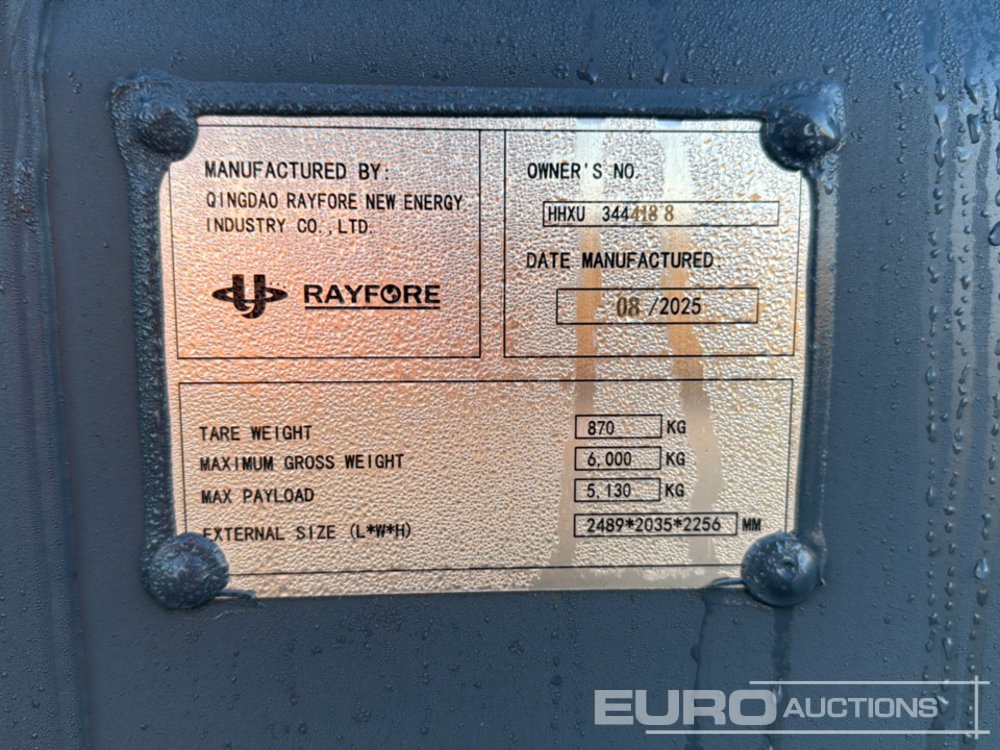 MANUFACTURED BY:
QINGDAO RAYFORE NEW ENERGY
INDUSTRY CO.,LTD.
RAYFORE
OWNER'S NO.
HHXU 344418 8
DATE MANUFACTURED:
08 /2025
TARE WEIGHT 870 KG
MAXIMUM GROSS WEIGHT 6,000 KG
MAX PAYLOAD 5,130 KG
EXTERNAL SIZE (L*W*H) 2489*2035*2256 MM
EURO AUCTIONS